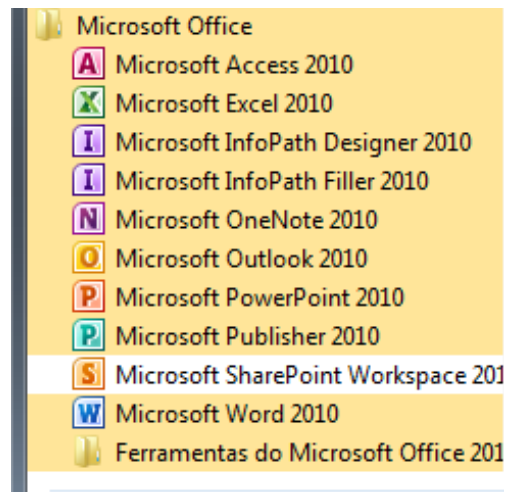 Microsoft Office
A Microsoft Access 2010
X Microsoft Excel 2010
I Microsoft InfoPath Designer 2010
I Microsoft InfoPath Filler 2010
N Microsoft OneNote 2010
O Microsoft Outlook 2010
P Microsoft PowerPoint 2010
P Microsoft Publisher 2010
S Microsoft SharePoint Workspace 201
W Microsoft Word 2010
Ferramentas do Microsoft Office 201